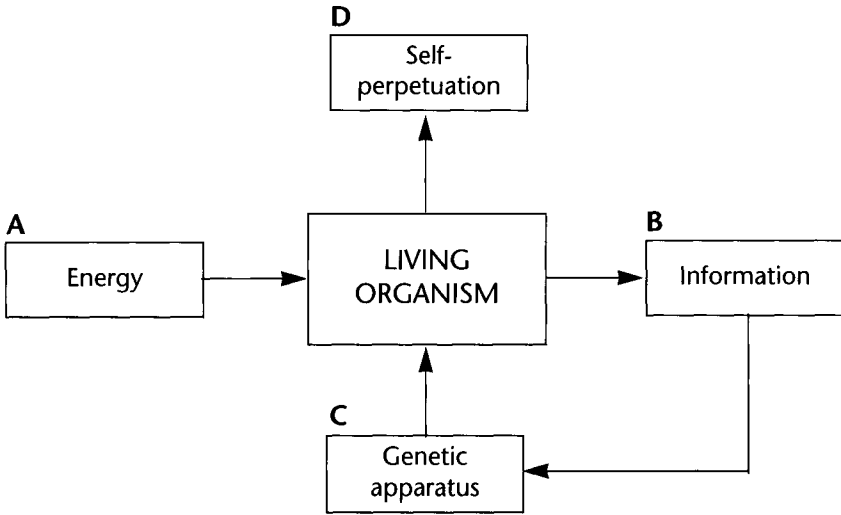 D
Self-
perpetuation
A
Energy
LIVING
ORGANISM
B
Information
C
Genetic
apparatus